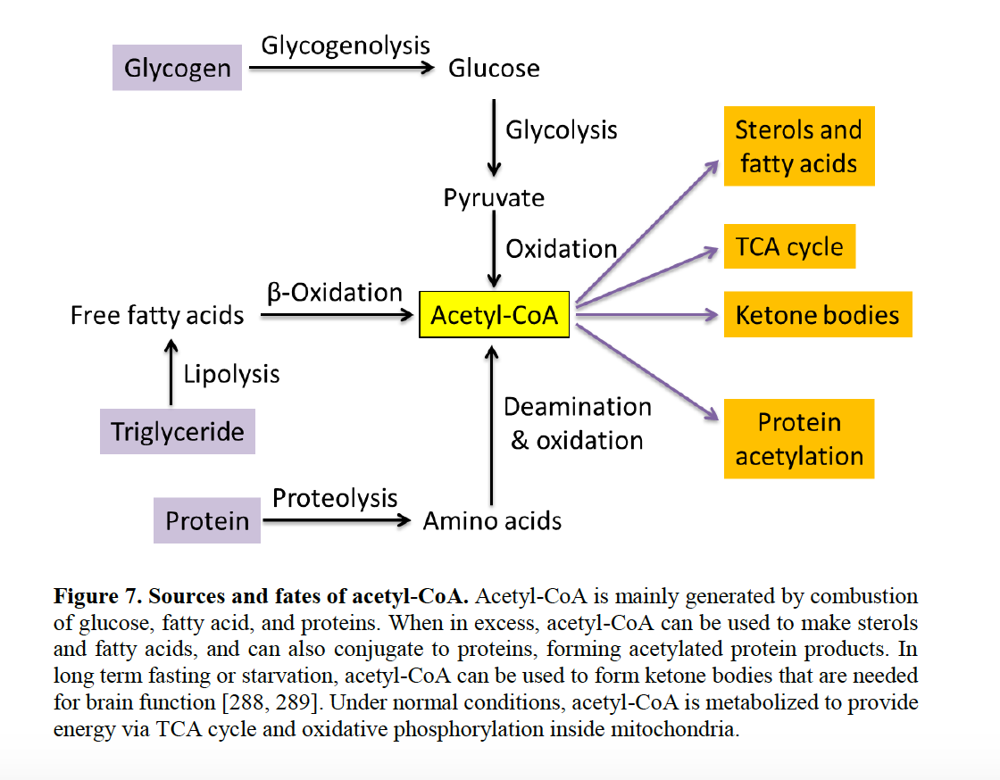 Glycogenolysis
Glycogen
Glucose
Glycolysis
Sterols and
fatty acids
Pyruvate
Oxidation
TCA cycle
β-Oxidation
Free fatty acids
Acetyl-CoA
Ketone bodies
Lipolysis
Triglyceride
Deamination
& oxidation
Protein
acetylation
Proteolysis
Protein
Amino acids
Figure 7. Sources and fates of acetyl-CoA. Acetyl-CoA is mainly generated by combustion
of glucose, fatty acid, and proteins. When in excess, acetyl-CoA can be used to make sterols
and fatty acids, and can also conjugate to proteins, forming acetylated protein products. In
long term fasting or starvation, acetyl-CoA can be used to form ketone bodies that are needed
for brain function [288, 289]. Under normal conditions, acetyl-CoA is metabolized to provide
energy via TCA cycle and oxidative phosphorylation inside mitochondria.